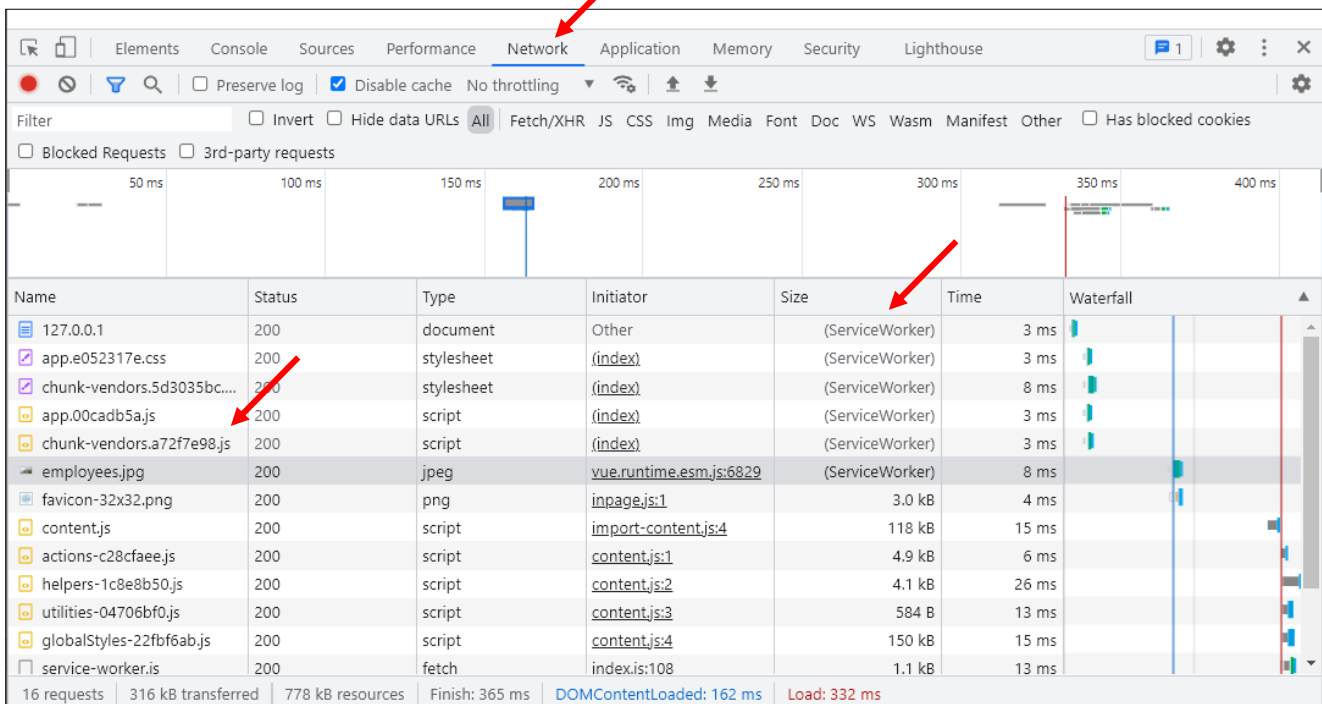 Elements Console Sources Performance Network Application Memory Security Lighthouse 1
Preserve log Disable cache No throttling
Filter Invert Hide data URLs All Fetch/XHR JS CSS Img Media Font Doc WS Wasm Manifest Other Has blocked cookies
Blocked Requests 3rd-party requests
50 ms 100 ms 150 ms 200 ms 250 ms 300 ms 350 ms 400 ms
Name Status Type Initiator Size Time Waterfall
127.0.0.1 200 document Other (ServiceWorker) 3 ms
app.e052317e.css 200 stylesheet (index) (ServiceWorker) 3 ms
chunk-vendors.5d3035bc.... 200 stylesheet (index) (ServiceWorker) 8 ms
app.00cadb5a.js 200 script (index) (ServiceWorker) 3 ms
chunk-vendors.a72f7e98.js 200 script (index) (ServiceWorker) 3 ms
employees.jpg 200 jpeg vue.runtime.esm.js:6829 (ServiceWorker) 8 ms
favicon-32x32.png 200 png inpage.js:1 3.0 kB 4 ms
content.js 200 script import-content.js:4 118 kB 15 ms
actions-c28cfaee.js 200 script content.js:1 4.9 kB 6 ms
helpers-1c8e8b50.js 200 script content.js:2 4.1 kB 26 ms
utilities-04706bf0.js 200 script content.js:3 584 B 13 ms
globalStyles-22fbf6ab.js 200 script content.js:4 150 kB 15 ms
service-worker.js 200 fetch index.js:108 1.1 kB 13 ms
16 requests 316 kB transferred 778 kB resources Finish: 365 ms DOMContentLoaded: 162 ms Load: 332 ms